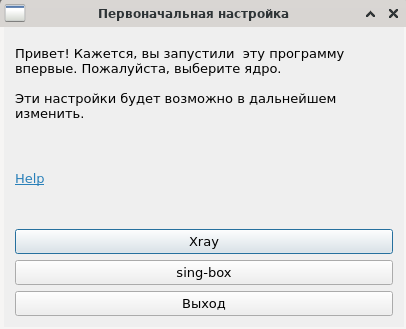 Первоначальная настройка
Привет! Кажется, вы запустили  эту программу
впервые. Пожалуйста, выберите ядро.
Эти настройки будет возможно в дальнейшем
изменить.
Help
Xray
sing-box
Выход